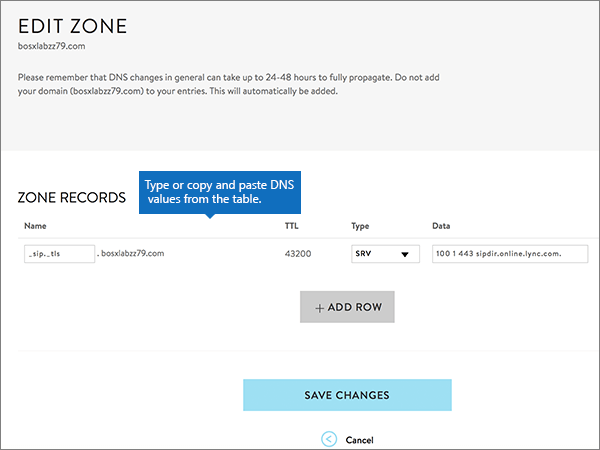 EDIT ZONE
bosxlabzz79.com
Please remember that DNS changes in general can take up to 24-48 hours to fully propagate. Do not add
your domain (bosxlabzz79.com) to your entries. This will automatically be added.
Type or copy and paste DNS
values from the table.
ZONE RECORDS
Name TTL Type Data
_sip._tls . bosxlabzz79.com 43200 SRV 100 1 443 sipdir.online.lync.com.
+ ADD ROW
SAVE CHANGES
Cancel